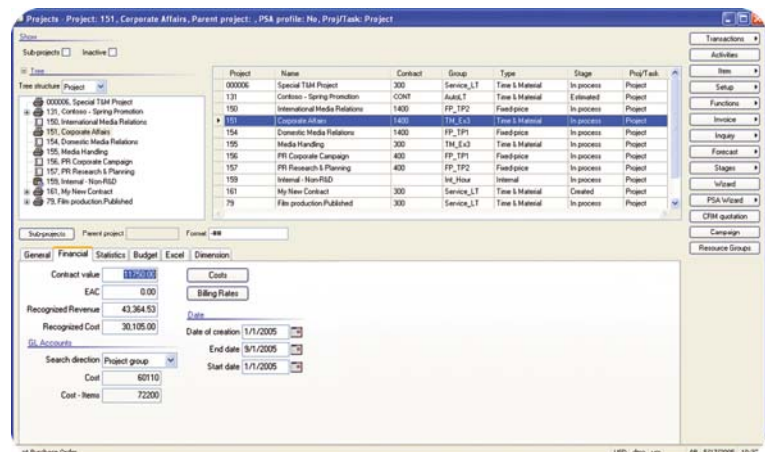 Projects - Project: 151, Corporate Affairs, Parent project: , PSA profile: No, Proj/Task: Project
Show
Sub-projects Inactive
Tree
Tree structure Project
000006, Special T&M Project
131, Contoso - Spring Promotion
150, International Media Relations
151, Corporate Affairs
154, Domestic Media Relations
155, Media Handling
156, PR Corporate Campaign
157, PR Research & Planning
159, Internal - Non-R&D
161, My New Contract
79, Film production.Published
Project Name Contract Group Type Stage Proj/Task
000006 Special T&M Project 300 Service_LT Time & Material In process Project
131 Contoso - Spring Promotion CONT AutoLT Time & Material Estimated Project
150 International Media Relations 1400 FP_TP2 Fixed-price In process Project
151 Corporate Affairs 1400 TM_Ex3 Time & Material In process Project
154 Domestic Media Relations 1400 FP_TP1 Fixed-price In process Project
155 Media Handling 300 TM_Ex3 Time & Material In process Project
156 PR Corporate Campaign 400 FP_TP1 Fixed-price In process Project
157 PR Research & Planning 400 FP_TP2 Fixed-price In process Project
159 Internal - Non-R&D Int_Hour Internal In process Project
161 My New Contract 300 Service_LT Time & Material Created Project
79 Film production.Published 300 Service_LT Time & Material In process Project
Transactions
Activities
Item
Setup
Functions
Invoice
Inquiry
Forecast
Stages
Wizard
PSA Wizard
CRM quotation
Campaign
Resource Groups
Sub-projects Parent project Format -##
General Financial Statistics Budget Excel Dimension
Contract value 11750.00 Costs
EAC 0.00 Billing Rates
Recognized Revenue 43,364.53
Recognized Cost 30,105.00
Date
Date of creation 1/1/2005
End date 9/1/2005
Start date 1/1/2005
GL Accounts
Search direction Project group
Cost 60110
Cost - Items 72200